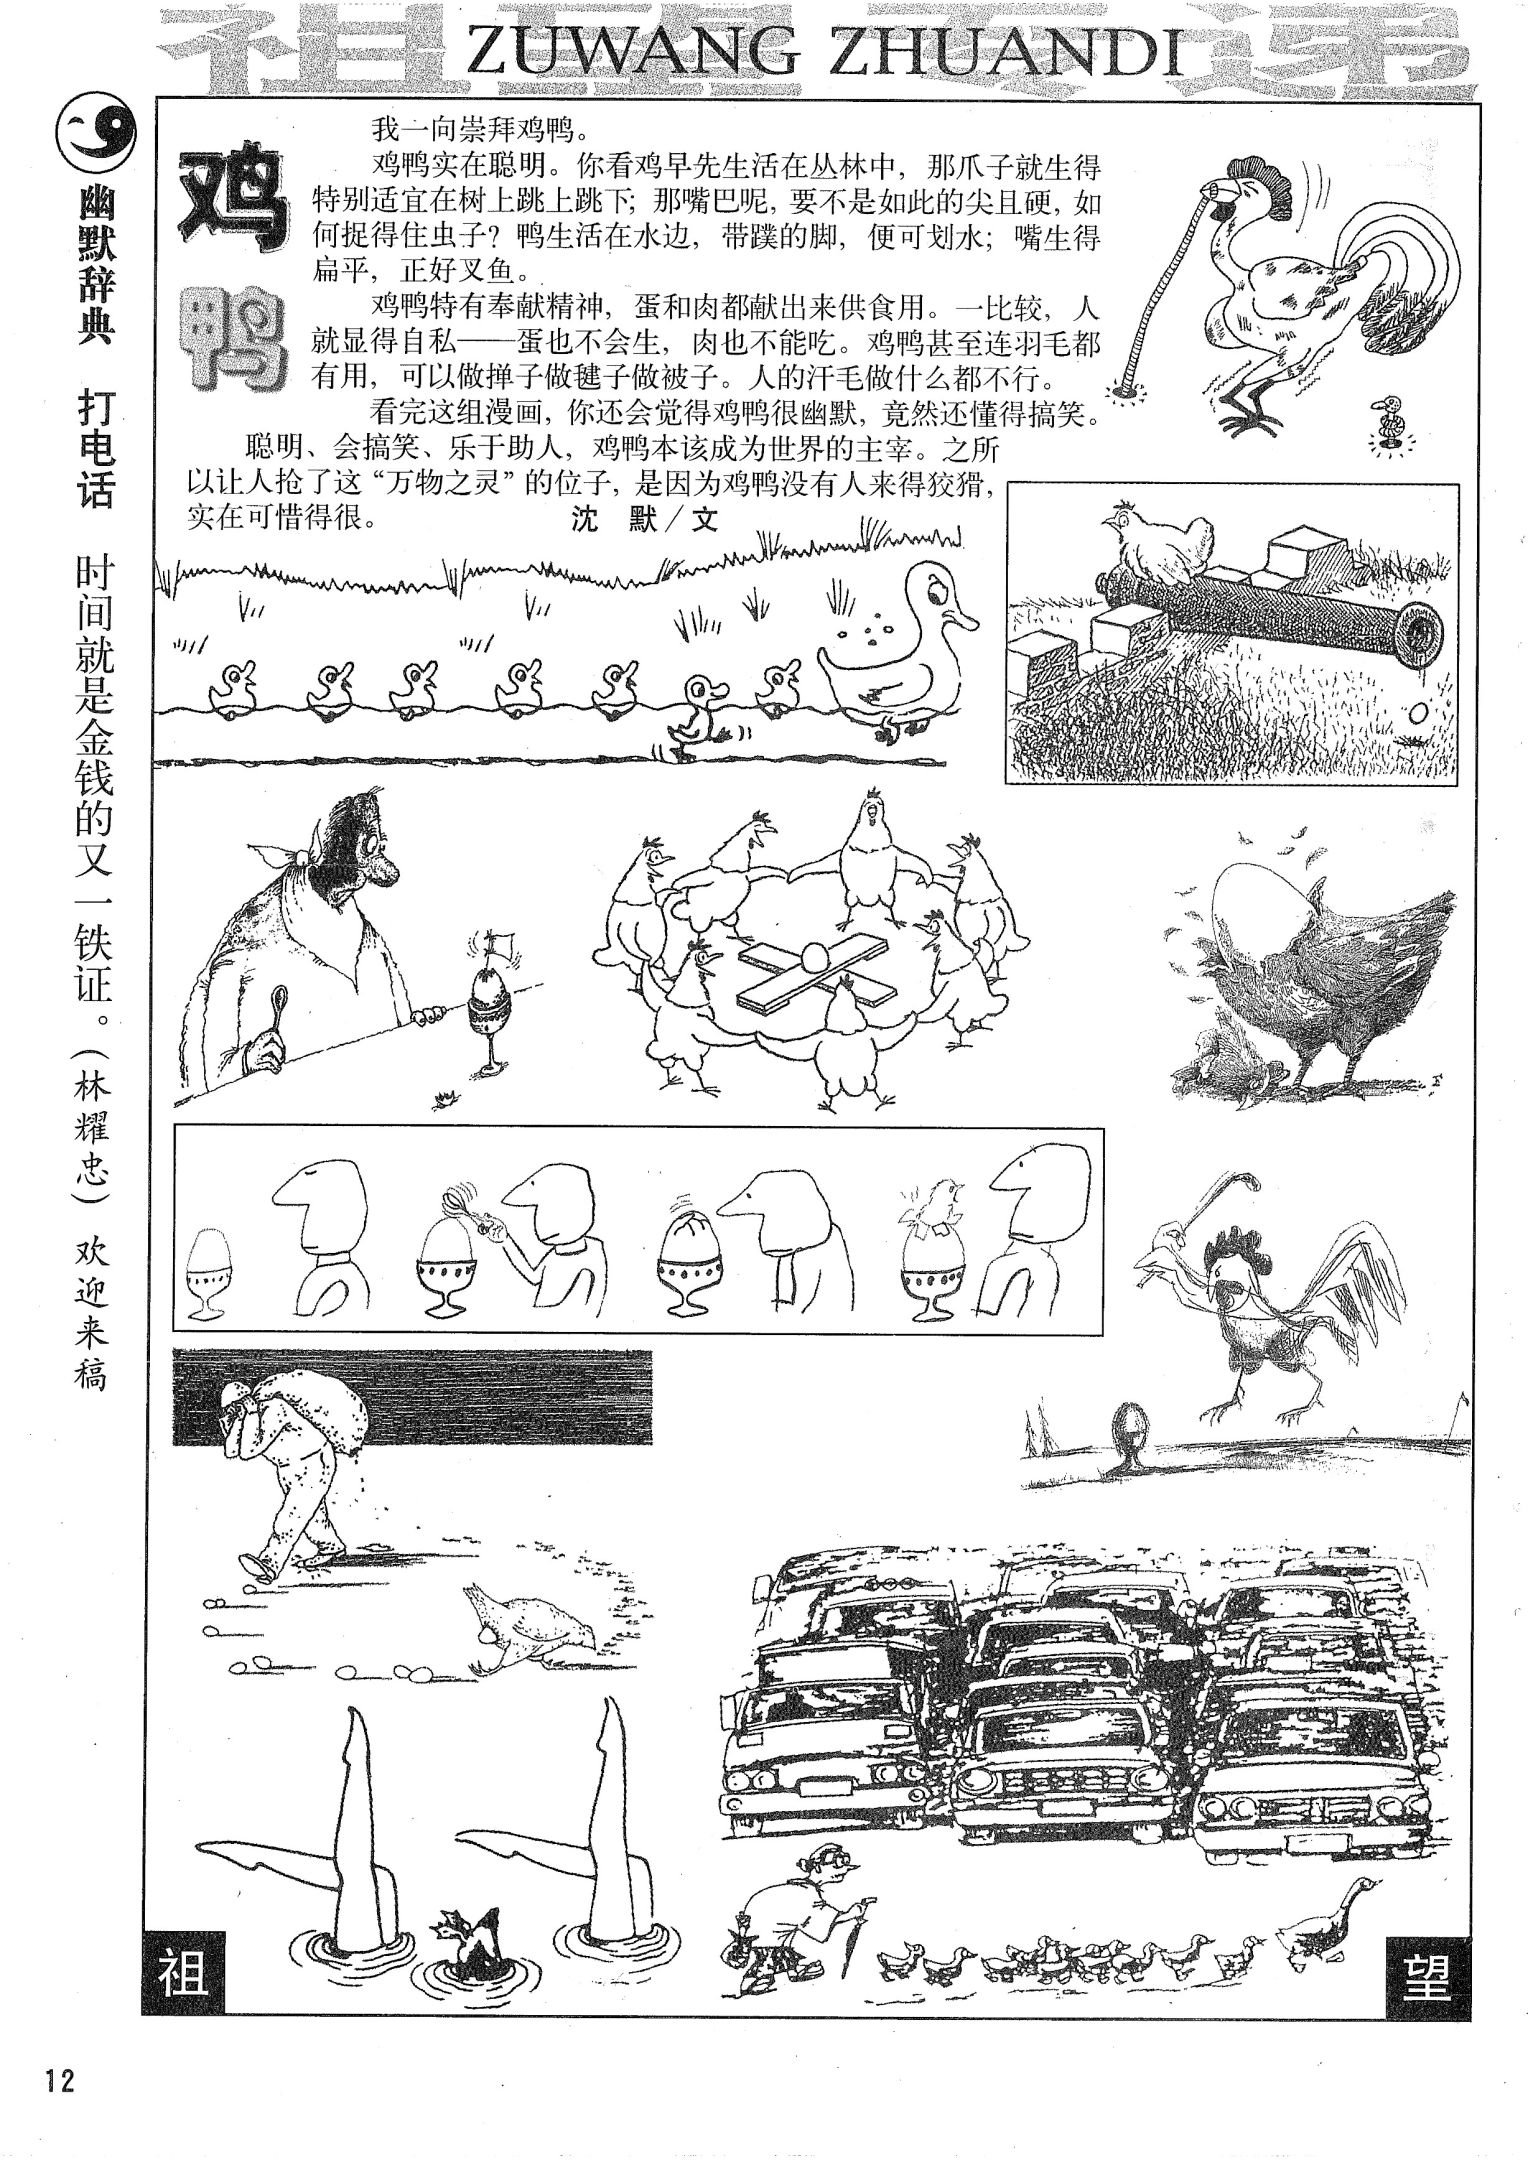 祖望专递
ZUWANG ZHUANDI
鸡鸭
我一向崇拜鸡鸭。
鸡鸭实在聪明。你看鸡早先生活在丛林中，那爪子就生得
特别适宜在树上跳上跳下；那嘴巴呢，要不是如此的尖且硬，如
何捉得住虫子？鸭生活在水边，带蹼的脚，便可划水；嘴生得
扁平，正好叉鱼。
鸡鸭特有奉献精神，蛋和肉都献出来供食用。一比较，人
就显得自私——蛋也不会生，肉也不能吃。鸡鸭甚至连羽毛都
有用，可以做掸子做毽子做被子。人的汗毛做什么都不行。
看完这组漫画，你还会觉得鸡鸭很幽默，竟然还懂得搞笑。
聪明、会搞笑、乐于助人，鸡鸭本该成为世界的主宰。之所
以让人抢了这“万物之灵”的位子，是因为鸡鸭没有人来得狡猾，
实在可惜得很。 沈 默／文
幽默辞典 打电话 时间就是金钱的又一铁证。（林耀忠） 欢迎来稿
祖
望
12